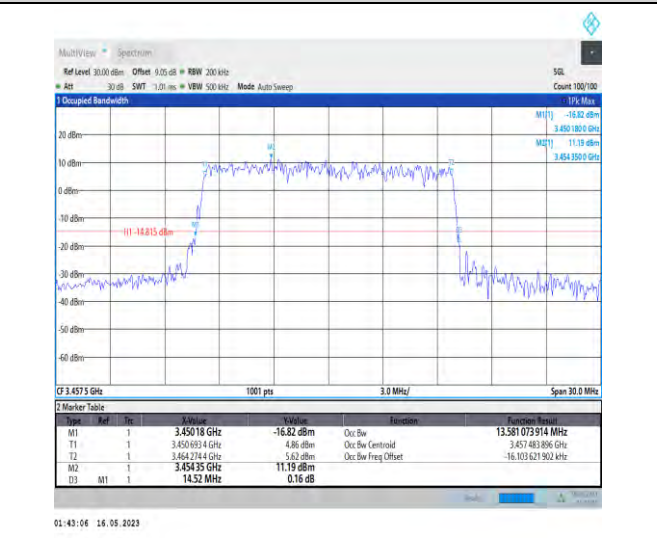 MultiView Spectrum
Ref Level 30.00 dBm Offset 9.05 dB RBW 200 kHz SGL
Att 30 dB SWT 1.01 ms VBW 500 kHz Mode Auto Sweep Count 100/100
1 Occupied Bandwidth 1Pk Max
M1[1] -16.82 dBm
3.450 180 0 GHz
M2[1] 11.19 dBm
3.454 350 0 GHz
20 dBm
M2
10 dBm
T1 T2
0 dBm
-10 dBm
M1
H1 -14.815 dBm
D3
-20 dBm
-30 dBm
-40 dBm
-50 dBm
-60 dBm
CF 3.457 5 GHz 1001 pts 3.0 MHz/ Span 30.0 MHz
2 Marker Table
Type Ref Trc X-Value Y-Value Function Function Result
M1 1 3.450 18 GHz -16.82 dBm Occ Bw 13.581 073 914 MHz
T1 1 3.450 693 4 GHz 4.86 dBm Occ Bw Centroid 3.457 483 896 GHz
T2 1 3.464 274 4 GHz 5.62 dBm Occ Bw Freq Offset -16.103 621 902 kHz
M2 1 3.454 35 GHz 11.19 dBm
D3 M1 1 14.52 MHz 0.16 dB
01:43:06 16.05.2023